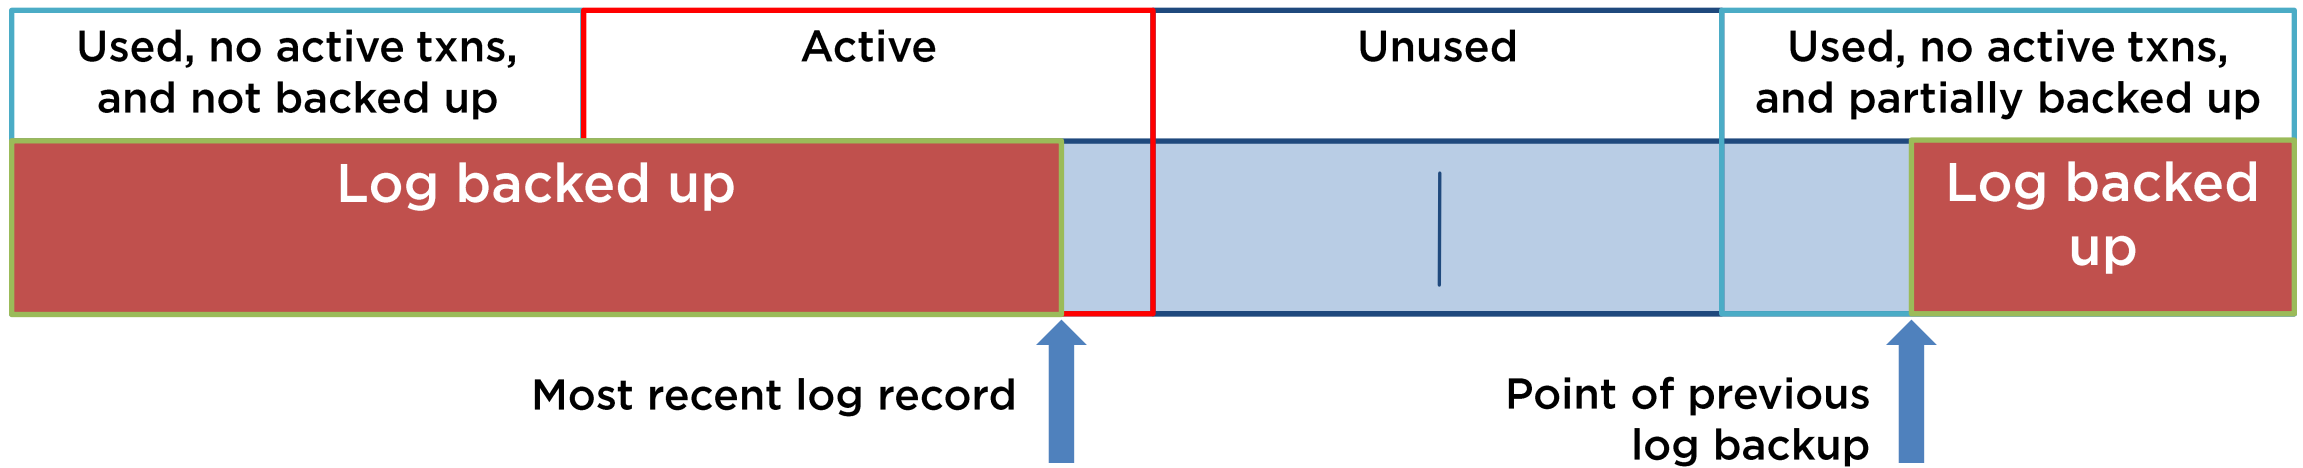 Used, no active txns,
and not backed up
Active
Unused
Used, no active txns,
and partially backed up
Log backed up
Log backed
up
Most recent log record
Point of previous
log backup